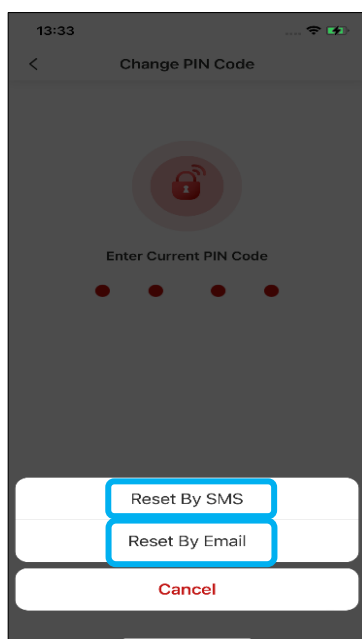 13:33
Change PIN Code
Enter Current PIN Code
Reset By SMS
Reset By Email
Cancel